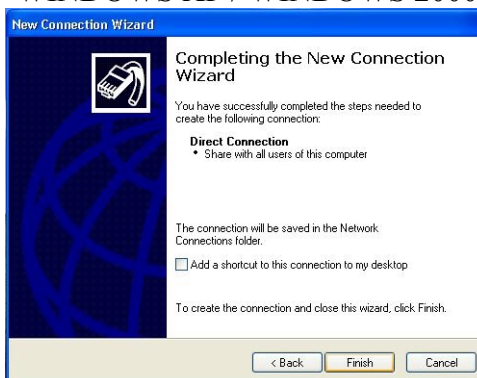 New Connection Wizard
Completing the New Connection
Wizard
You have successfully completed the steps needed to
create the following connection:
Direct Connection
• Share with all users of this computer
The connection will be saved in the Network
Connections folder.
Add a shortcut to this connection to my desktop
To create the connection and close this wizard, click Finish.
< Back
Finish
Cancel